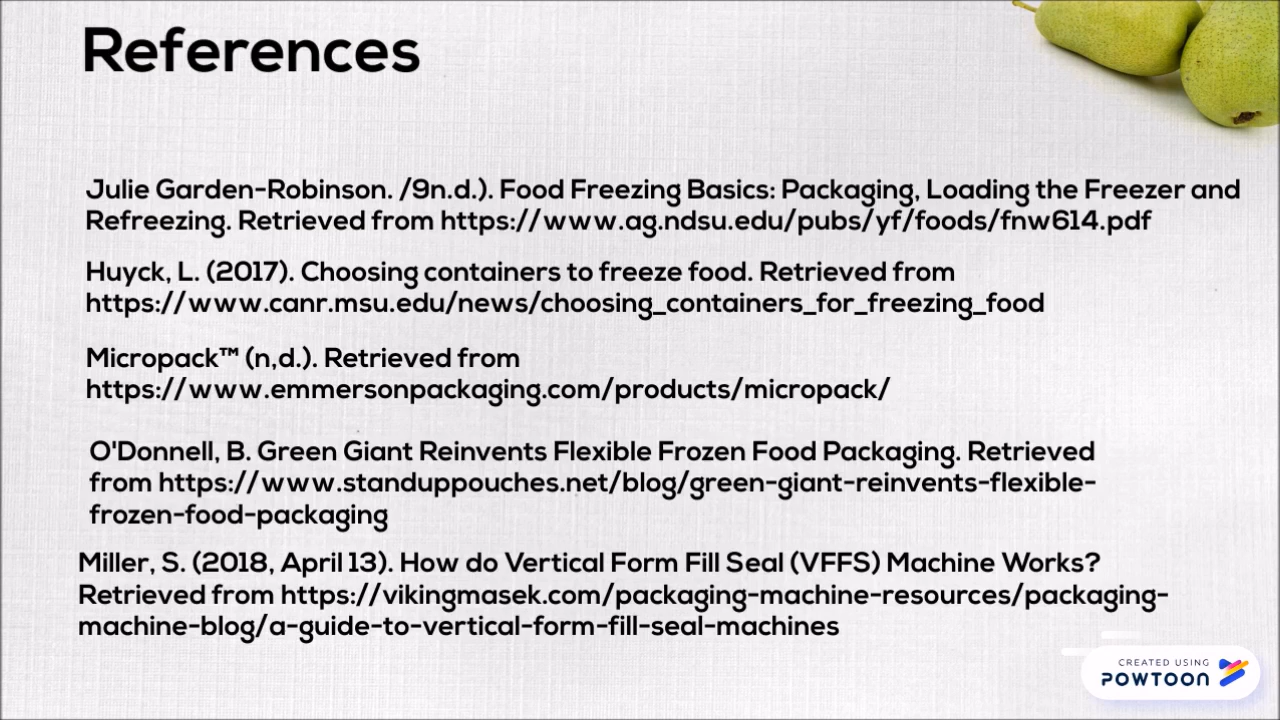 References
Julie Garden-Robinson. /9n.d.). Food Freezing Basics: Packaging, Loading the Freezer and
Refreezing. Retrieved from https://www.ag.ndsu.edu/pubs/yf/foods/fnw614.pdf
Huyck, L. (2017). Choosing containers to freeze food. Retrieved from
https://www.canr.msu.edu/news/choosing_containers_for_freezing_food
Micropack™ (n,d.). Retrieved from
https://www.emmersonpackaging.com/products/micropack/
O'Donnell, B. Green Giant Reinvents Flexible Frozen Food Packaging. Retrieved
from https://www.standuppouches.net/blog/green-giant-reinvents-flexible-
frozen-food-packaging
Miller, S. (2018, April 13). How do Vertical Form Fill Seal (VFFS) Machine Works?
Retrieved from https://vikingmasek.com/packaging-machine-resources/packaging-
machine-blog/a-guide-to-vertical-form-fill-seal-machines
CREATED USING
POWTOON